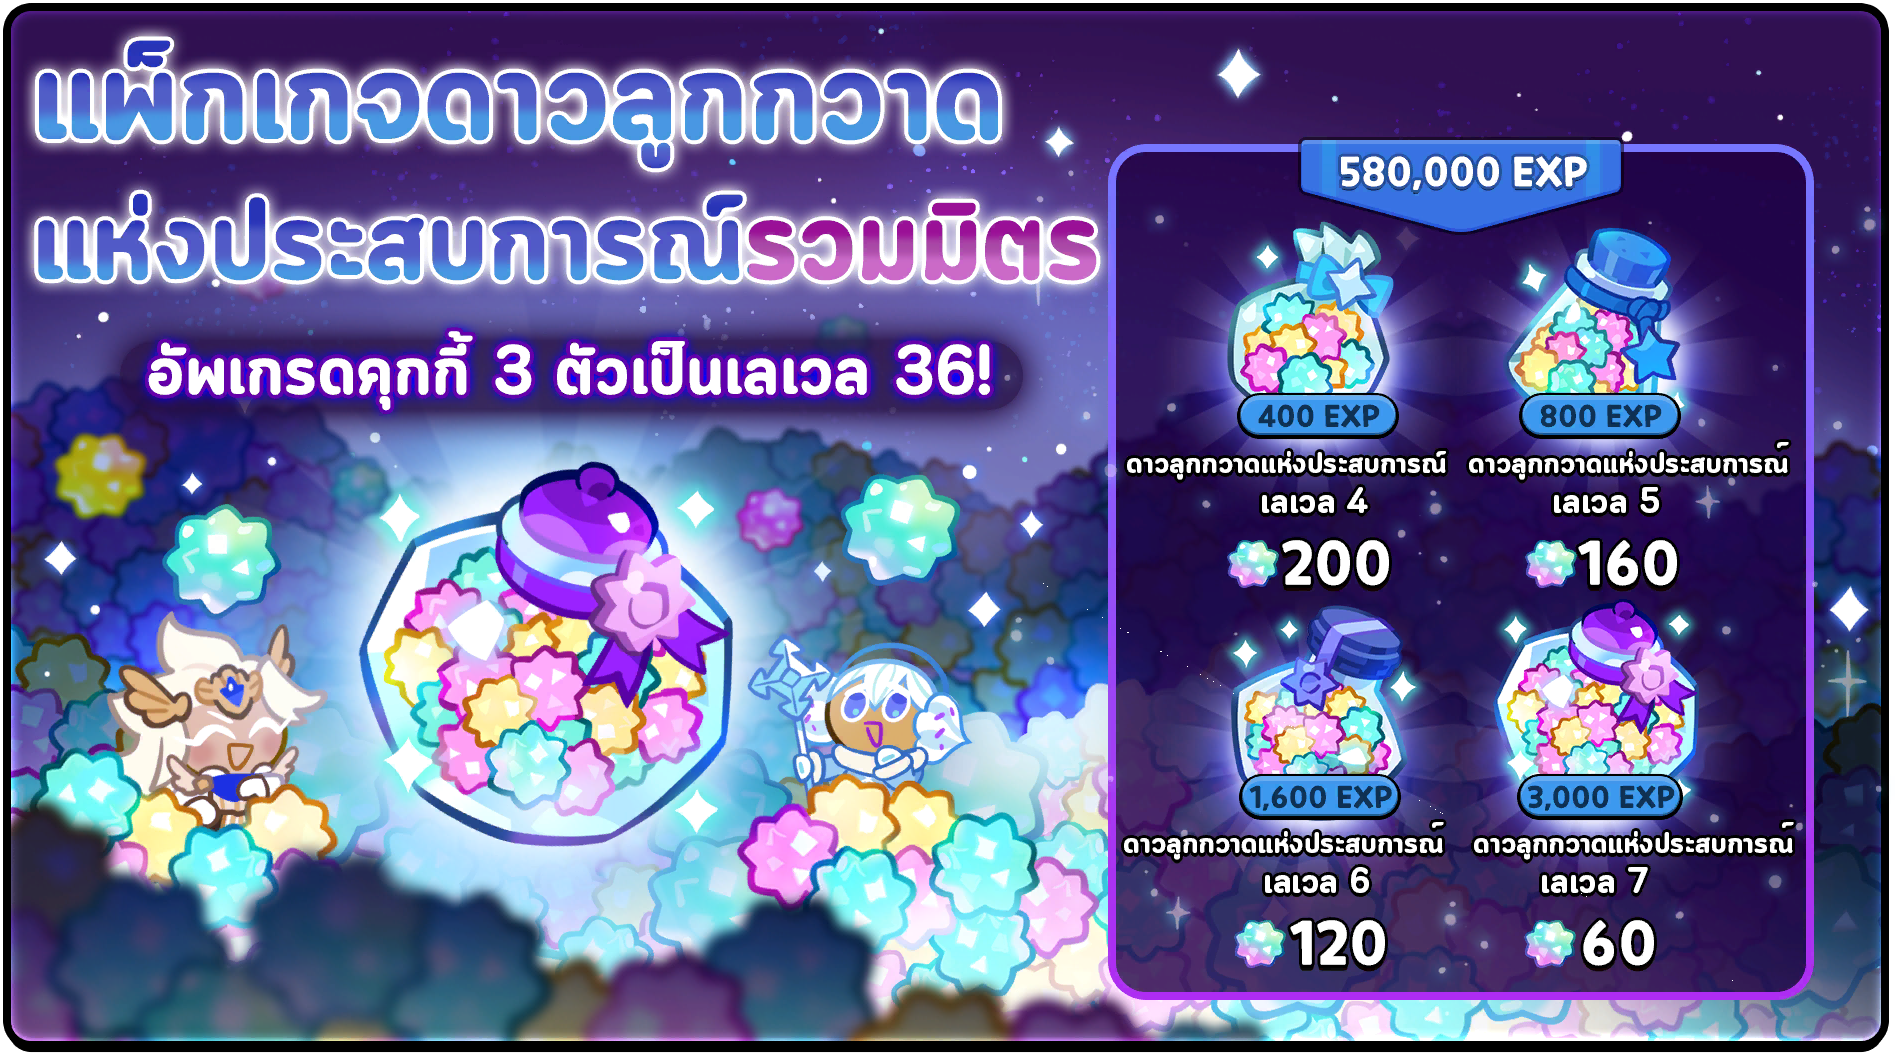 แพ็กเกจดาวลูกกวาด
แห่งประสบการณ์รวมมิตร
อัพเกรดคุกกี้ 3 ตัวเป็นเลเวล 36!
580,000 EXP
400 EXP
ดาวลูกกวาดแห่งประสบการณ์
เลเวล 4
200
800 EXP
ดาวลูกกวาดแห่งประสบการณ์
เลเวล 5
160
1,600 EXP
ดาวลูกกวาดแห่งประสบการณ์
เลเวล 6
120
3,000 EXP
ดาวลูกกวาดแห่งประสบการณ์
เลเวล 7
60